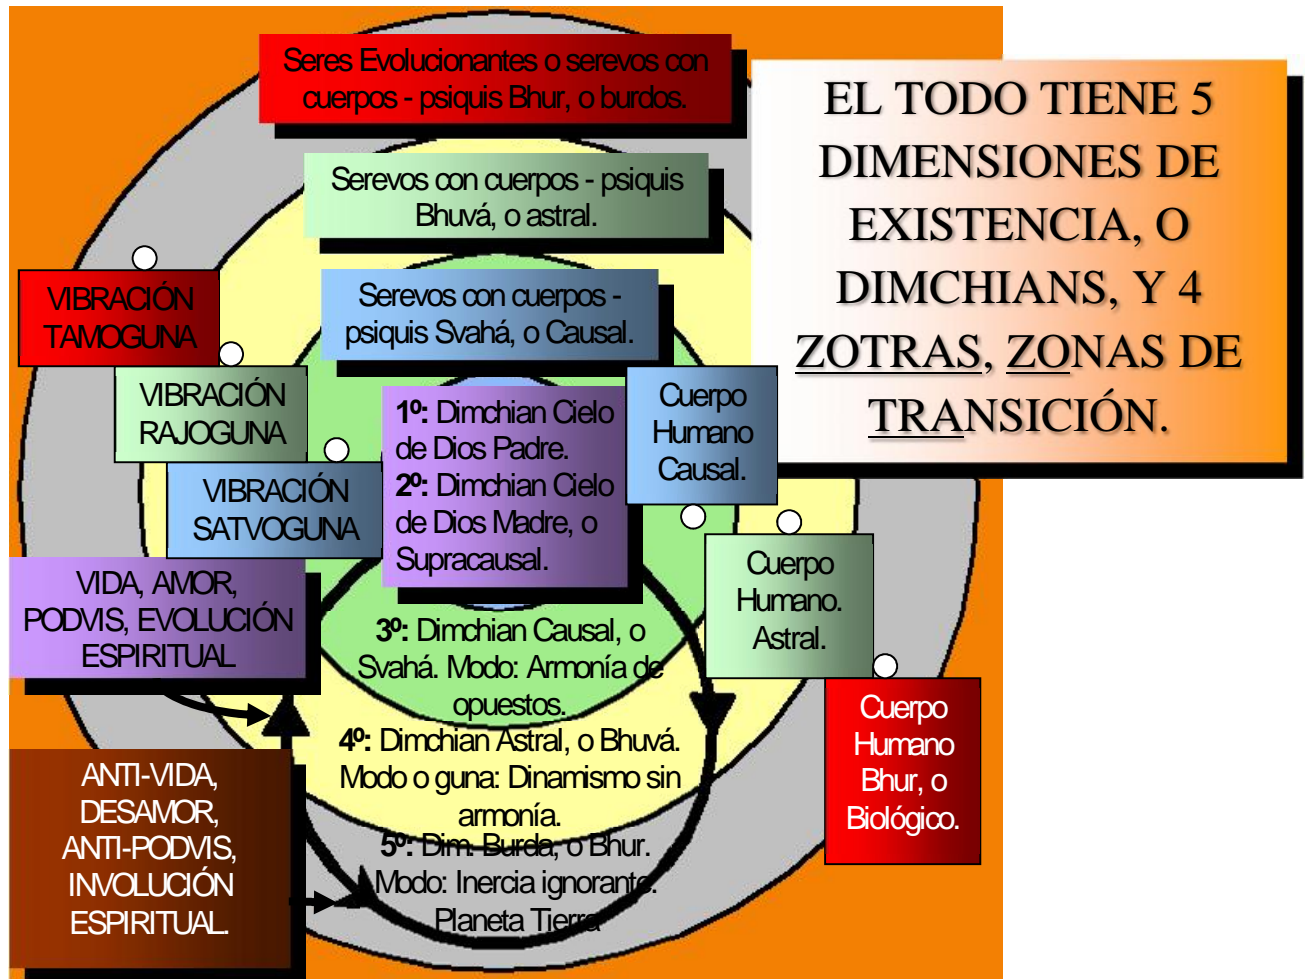 Seres Evolucionantes o serevos con
cuerpos - psiquis Bhur, o burdos.
EL TODO TIENE 5
DIMENSIONES DE
EXISTENCIA, O
DIMCHIANS, Y 4
ZOTRAS, ZONAS DE
TRANSICIÓN.
Serevos con cuerpos - psiquis
Bhuvá, o astral.
Serevos con cuerpos -
psiquis Svahá, o Causal.
VIBRACIÓN
TAMOGUNA
VIBRACIÓN
RAJOGUNA
VIBRACIÓN
SATVOGUNA
1º: Dimchian Cielo
de Dios Padre.
2º: Dimchian Cielo
de Dios Madre, o
Supracausal.
Cuerpo
Humano
Causal.
Cuerpo
Humano.
Astral.
Cuerpo
Humano
Bhur, o
Biológico.
VIDA, AMOR,
PODVIS, EVOLUCIÓN
ESPIRITUAL
3º: Dimchian Causal, o
Svahá. Modo: Armonía de
opuestos.
4º: Dimchian Astral, o Bhuvá.
Modo o guna: Dinamismo sin
armonía.
5º: Dim. Burda, o Bhur.
Modo: Inercia ignorante.
Planeta Tierra
ANTI-VIDA,
DESAMOR,
ANTI-PODVIS,
INVOLUCIÓN
ESPIRITUAL.